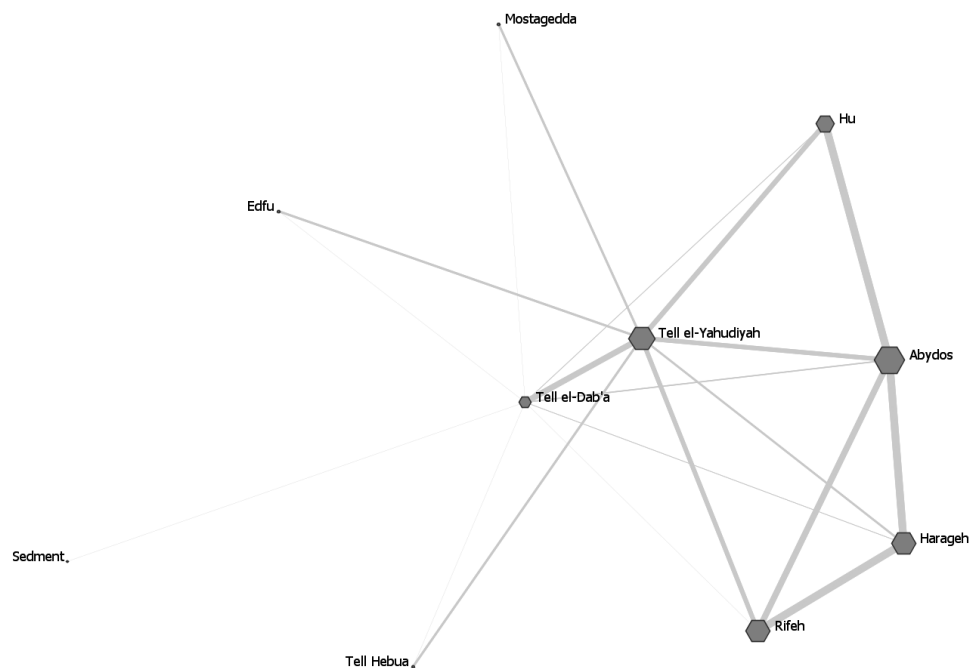 Mostagedda
Hu
Edfu
Tell el-Yahudiyah
Abydos
Tell el-Dab'a
Harageh
Sedment
Rifeh
Tell Hebua